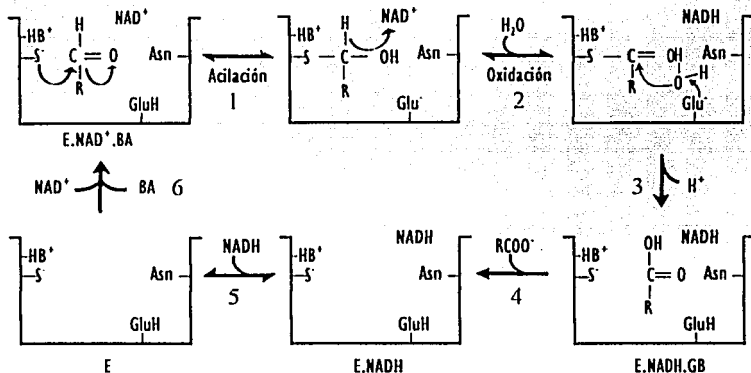 NAD⁺
H
-HB⁺
-S⁻
C
O
Asn
R
GluH
E.NAD⁺.BA
Acilación
1
H
NAD⁺
-HB⁺
-S
C
OH
Asn
R
Glu⁻
H₂O
Oxidación
2
NADH
-HB⁺
-S
C
OH
Asn
R
O
H
Glu⁻
3
H⁺
NAD⁺
BA
6
-HB⁺
-S⁻
Asn
GluH
E
NADH
5
NADH
-HB⁺
-S⁻
Asn
GluH
E.NADH
RCOO⁻
4
OH
NADH
-HB⁺
-S⁻
C
O
Asn
R
GluH
E.NADH.GB